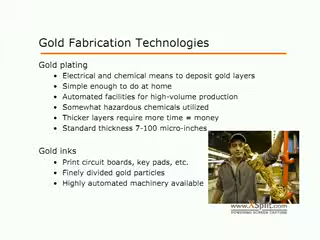 Gold Fabrication Technologies
Gold plating
• Electrical and chemical means to deposit gold layers
• Simple enough to do at home
• Automated facilities for high-volume production
• Somewhat hazardous chemicals utilized
• Thicker layers require more time = money
• Standard thickness 7-100 micro-inches
Gold inks
• Print circuit boards, key pads, etc.
• Finely divided gold particles
• Highly automated machinery available
www.XSplit.com